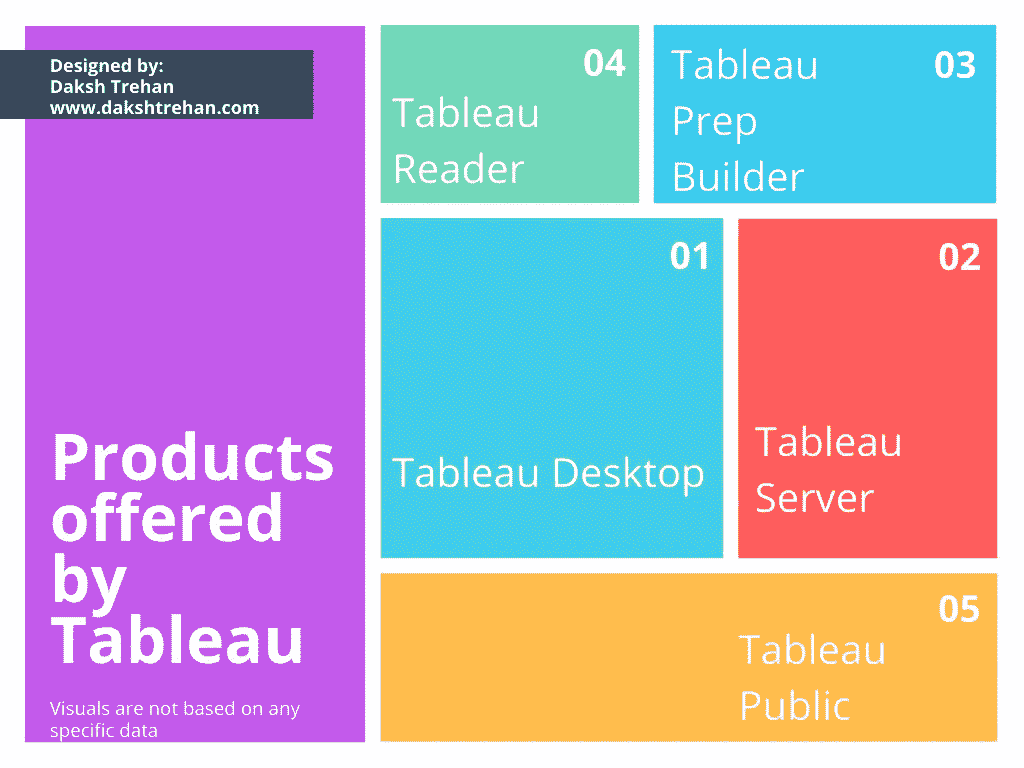 Designed by:
Daksh Trehan
www.dakshtrehan.com
Products
offered
by
Tableau
Visuals are not based on any
specific data
04
Tableau
Reader
03
Tableau
Prep
Builder
01
Tableau Desktop
02
Tableau
Server
05
Tableau
Public